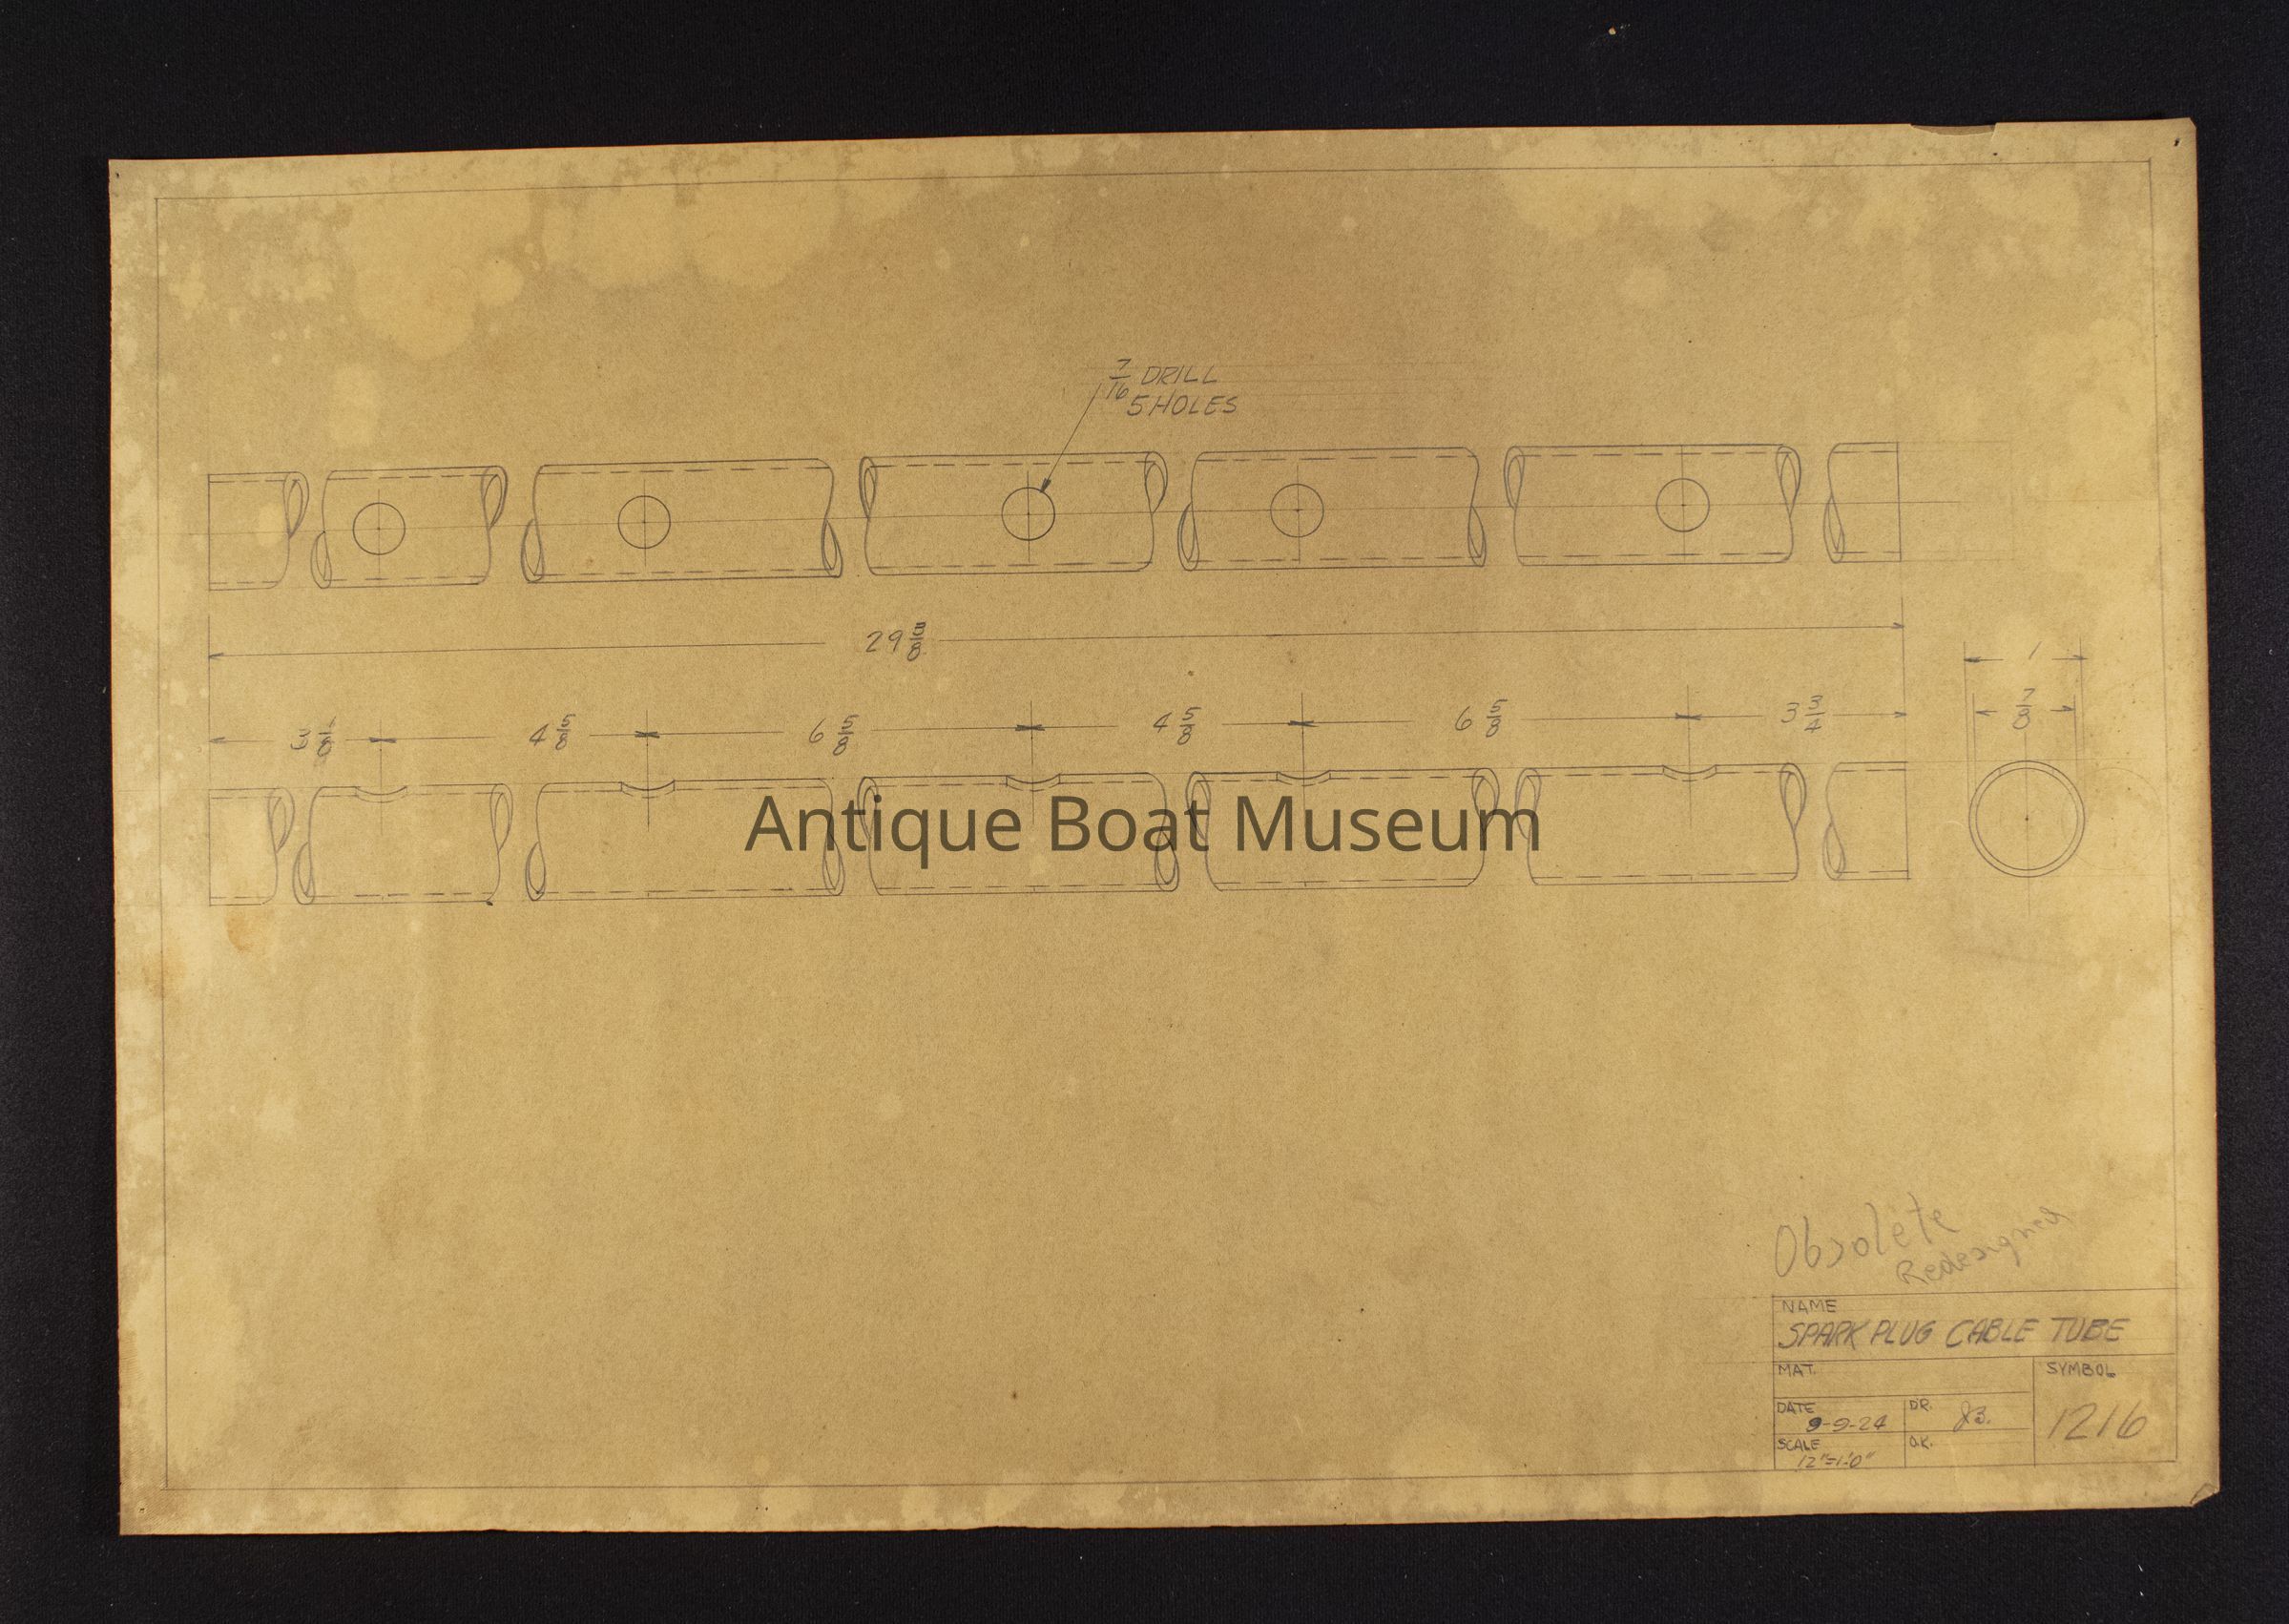 7/16 DRILL
5 HOLES
29 3/8
3 1/8
4 5/8
6 5/8
4 5/8
6 5/8
3 3/4
1
7/8
Antique Boat Museum
Obsolete
Redesigned
NAME
SPARK PLUG CABLE TUBE
MAT.
SYMBOL
DATE
9-9-24
DR.
JB.
1216
SCALE
12"=1'-0"
O.K.